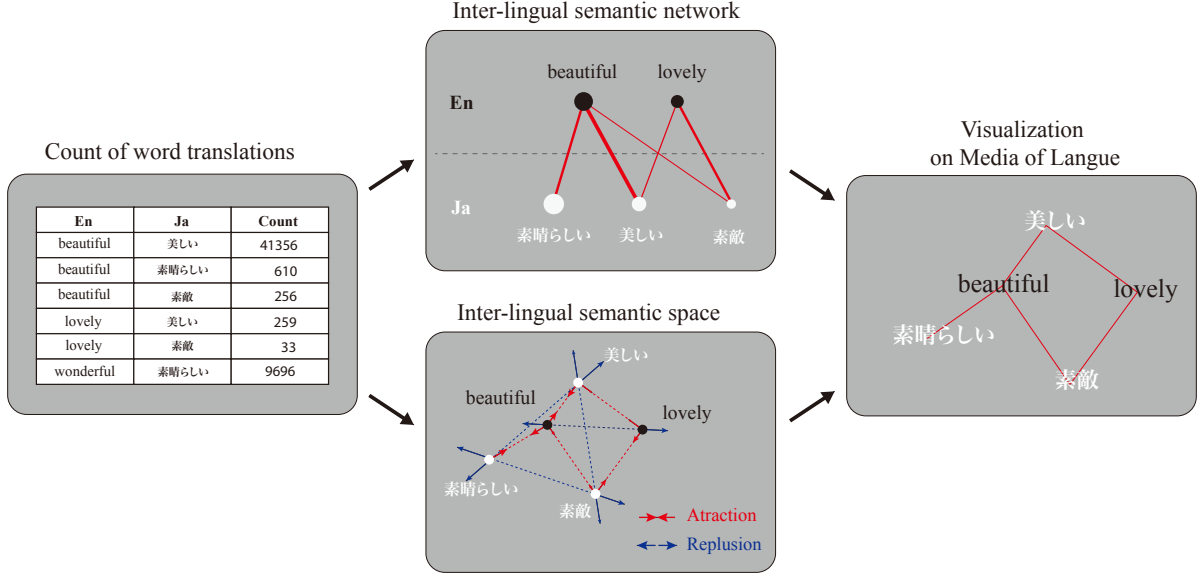 Count of word translations
En Ja Count
beautiful 美しい 41356
beautiful 素晴らしい 610
beautiful 素敵 256
lovely 美しい 259
lovely 素敵 33
wonderful 素晴らしい 9696
Inter-lingual semantic network
beautiful lovely
En
Ja
素晴らしい 美しい 素敵
Inter-lingual semantic space
美しい
beautiful lovely
素晴らしい
素敵
Atraction
Replusion
Visualization
on Media of Langue
美しい
beautiful lovely
素晴らしい
素敵